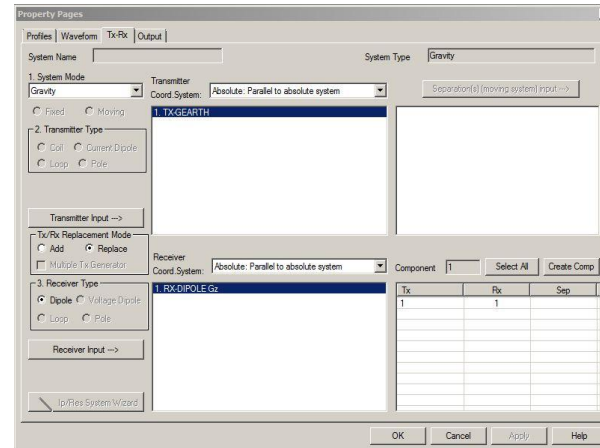 Property Pages
Profiles Waveform Tx-Rx Output
System Name System Type Gravity
1. System Mode
Gravity
Transmitter
Coord.System: Absolute: Parallel to absolute system
Separation(s) (moving system) input -->
Fixed Moving
1. TX-GEARTH
2. Transmitter Type
Coil Current Dipole
Loop Pole
Transmitter Input -->
Tx/Rx Replacement Mode
Add Replace
Multiple Tx Generator
Receiver
Coord.System: Absolute: Parallel to absolute system
Component 1 Select All Create Comp
3. Receiver Type
Dipole Voltage Dipole
Loop Pole
1. RX-DIPOLE Gz
Tx Rx Sep
1 1
Receiver Input -->
Ip/Res System Wizard
OK Cancel Apply Help